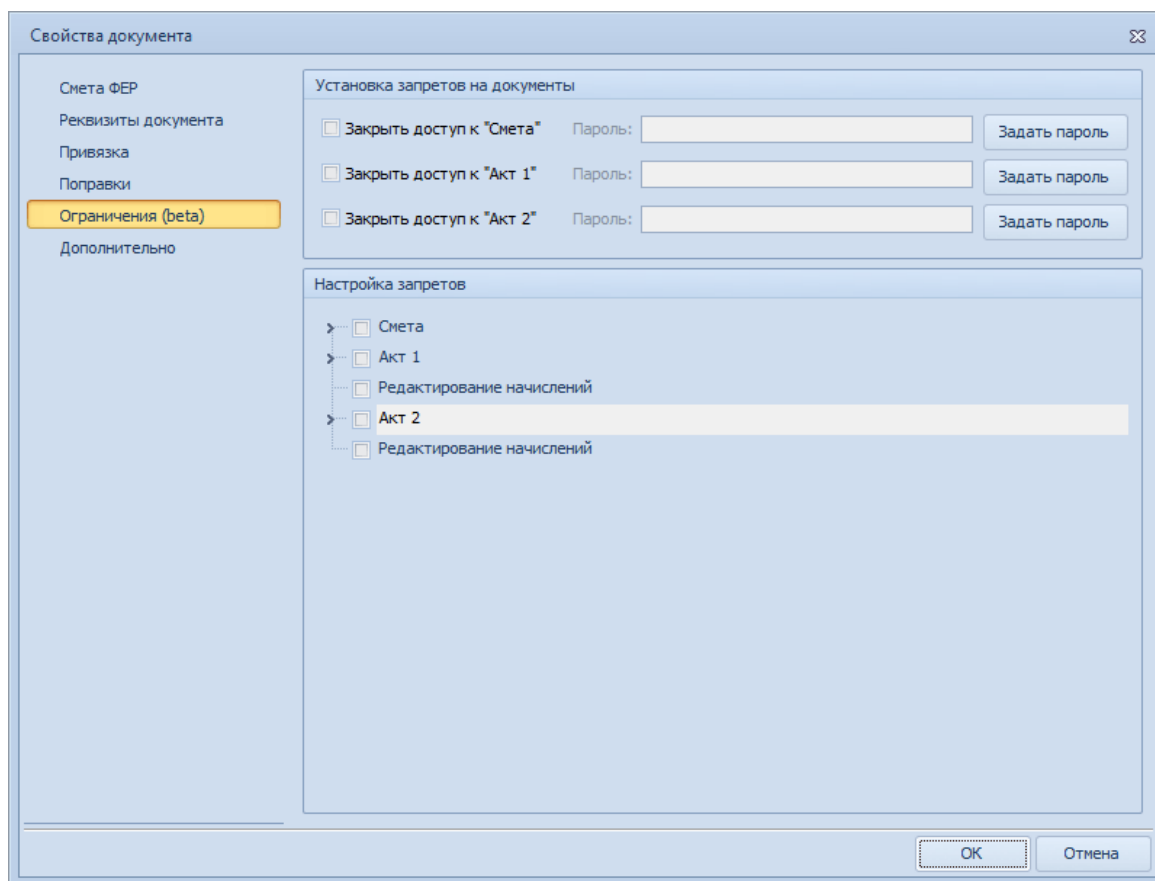 Свойства документа
Смета ФЕР
Реквизиты документа
Привязка
Поправки
Ограничения (beta)
Дополнительно
Установка запретов на документы
Закрыть доступ к "Смета" Пароль: Задать пароль
Закрыть доступ к "Акт 1" Пароль: Задать пароль
Закрыть доступ к "Акт 2" Пароль: Задать пароль
Настройка запретов
Смета
Акт 1
Редактирование начислений
Акт 2
Редактирование начислений
ОК Отмена